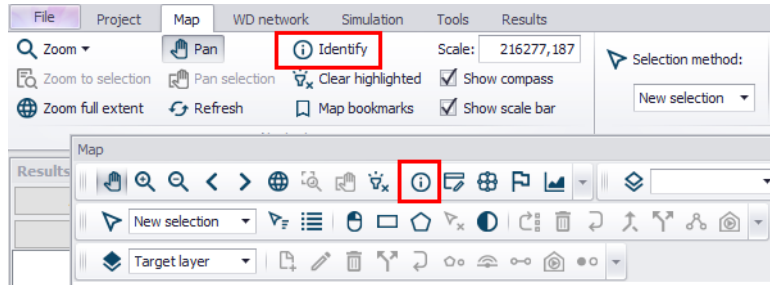 File Project Map WD network Simulation Tools Results
Zoom Pan Identify Scale: 216277,187 Selection method:
Zoom to selection Pan selection Clear highlighted Show compass
Zoom full extent Refresh Map bookmarks Show scale bar New selection
Map
Results
New selection
Target layer